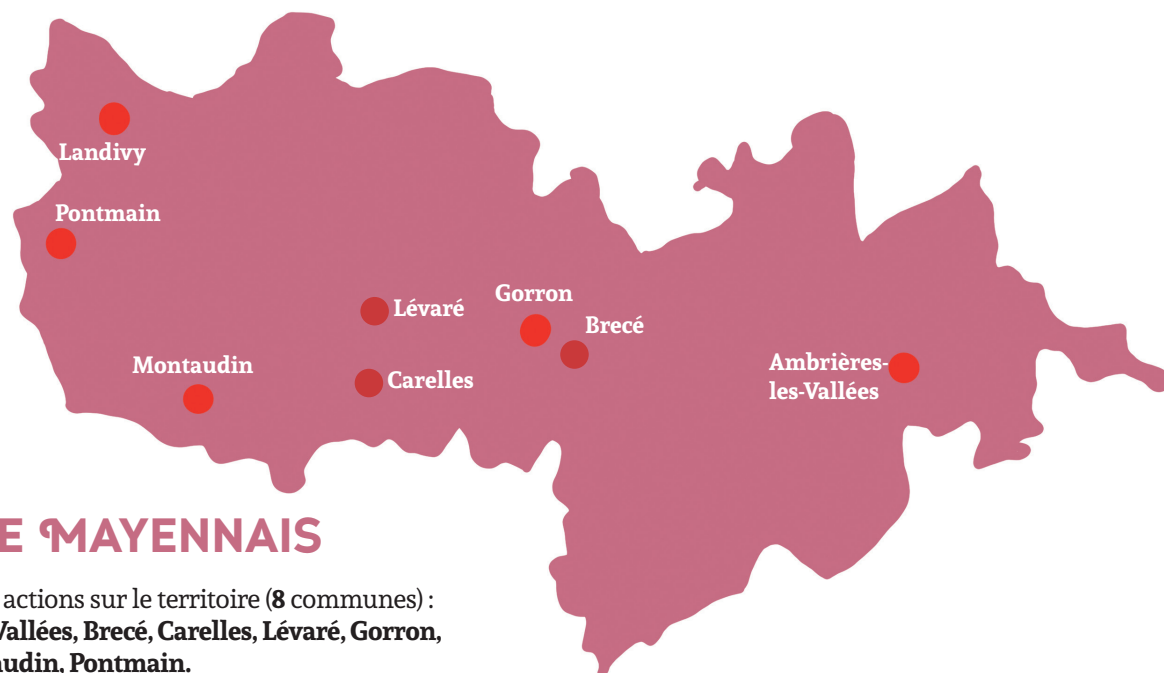 Landivy
Pontmain
Lévaré
Gorron
Brecé
Montaudin
Carelles
Ambrières-
les-Vallées
E MAYENNAIS
actions sur le territoire (8 communes) :
Vallées, Brecé, Carelles, Lévaré, Gorron,
udin, Pontmain.